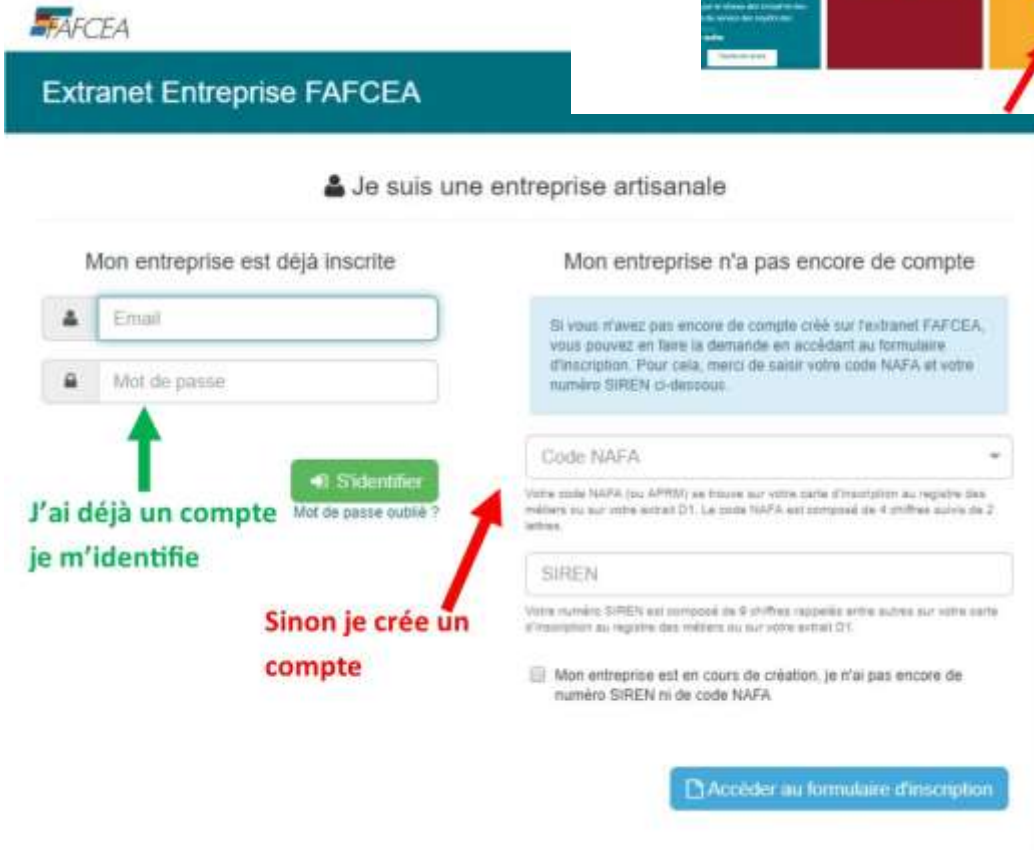 FAFCEA
Extranet Entreprise FAFCEA
Je suis une entreprise artisanale
Mon entreprise est déjà inscrite
Email
Mot de passe
S'identifier
Mot de passe oublié ?
J'ai déjà un compte
je m'identifie
Sinon je crée un
compte
Mon entreprise n'a pas encore de compte
Si vous n'avez pas encore de compte créé sur l'extranet FAFCEA,
vous pouvez en faire la demande en accédant au formulaire
d'inscription. Pour cela, merci de saisir votre code NAFA et votre
numéro SIREN ci-dessous.
Code NAFA
Votre code NAFA (ou APRM) se trouve sur votre carte d'inscription au registre des
métiers ou sur votre extrait D1. Le code NAFA est composé de 4 chiffres suivis de 2
lettres.
SIREN
Votre numéro SIREN est composé de 9 chiffres rappelés entre autres sur votre carte
d'inscription au registre des métiers ou sur votre extrait D1.
Mon entreprise est en cours de création, je n'ai pas encore de
numéro SIREN ni de code NAFA
Accéder au formulaire d'inscription